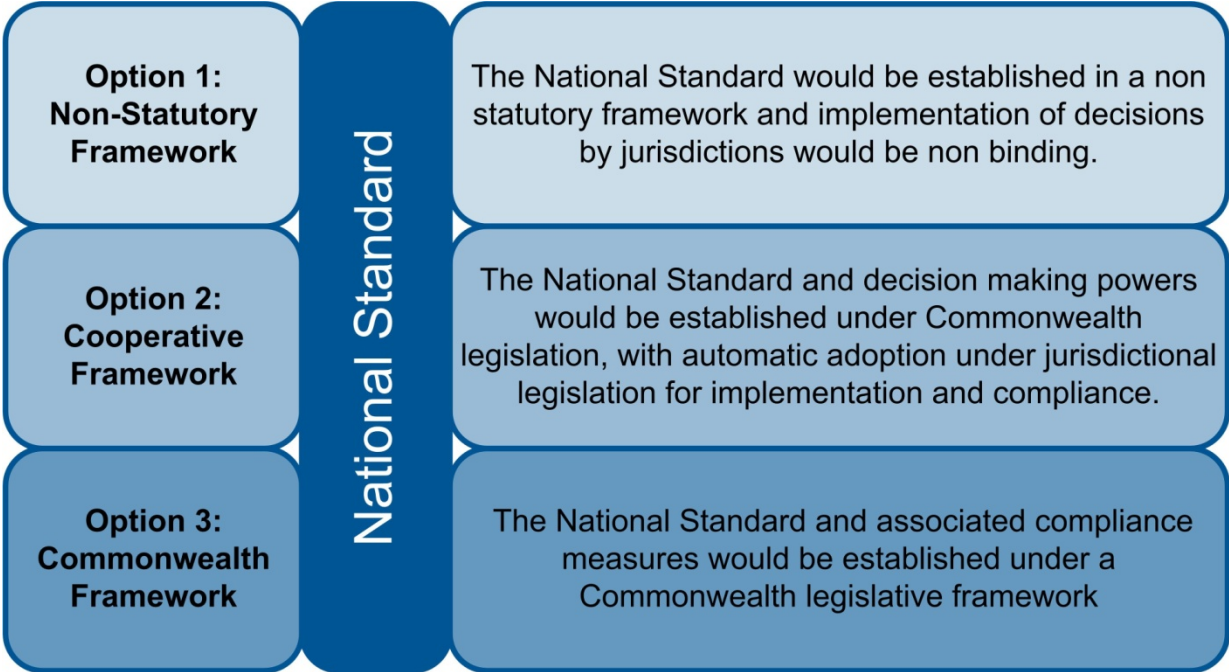 Option 1:
Non-Statutory
Framework
The National Standard would be established in a non
statutory framework and implementation of decisions
by jurisdictions would be non binding.
National Standard
Option 2:
Cooperative
Framework
The National Standard and decision making powers
would be established under Commonwealth
legislation, with automatic adoption under jurisdictional
legislation for implementation and compliance.
Option 3:
Commonwealth
Framework
The National Standard and associated compliance
measures would be established under a
Commonwealth legislative framework